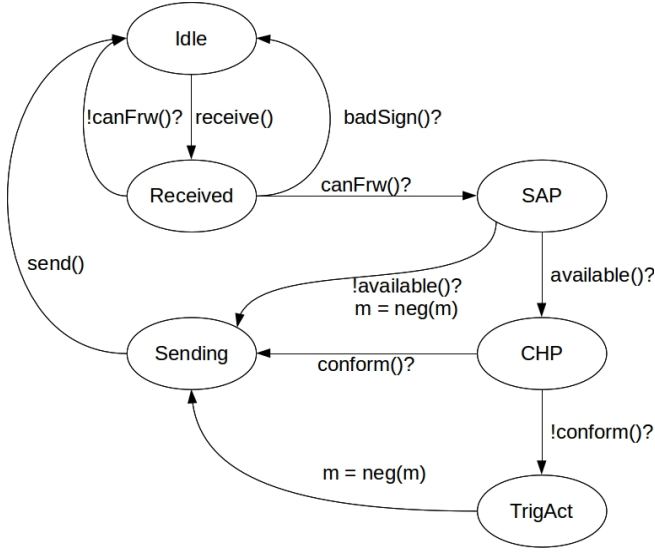 Idle
!canFrw()?
receive()
badSign()?
Received
canFrw()?
SAP
send()
!available()?
m = neg(m)
available()?
Sending
conform()?
CHP
!conform()?
m = neg(m)
TrigAct